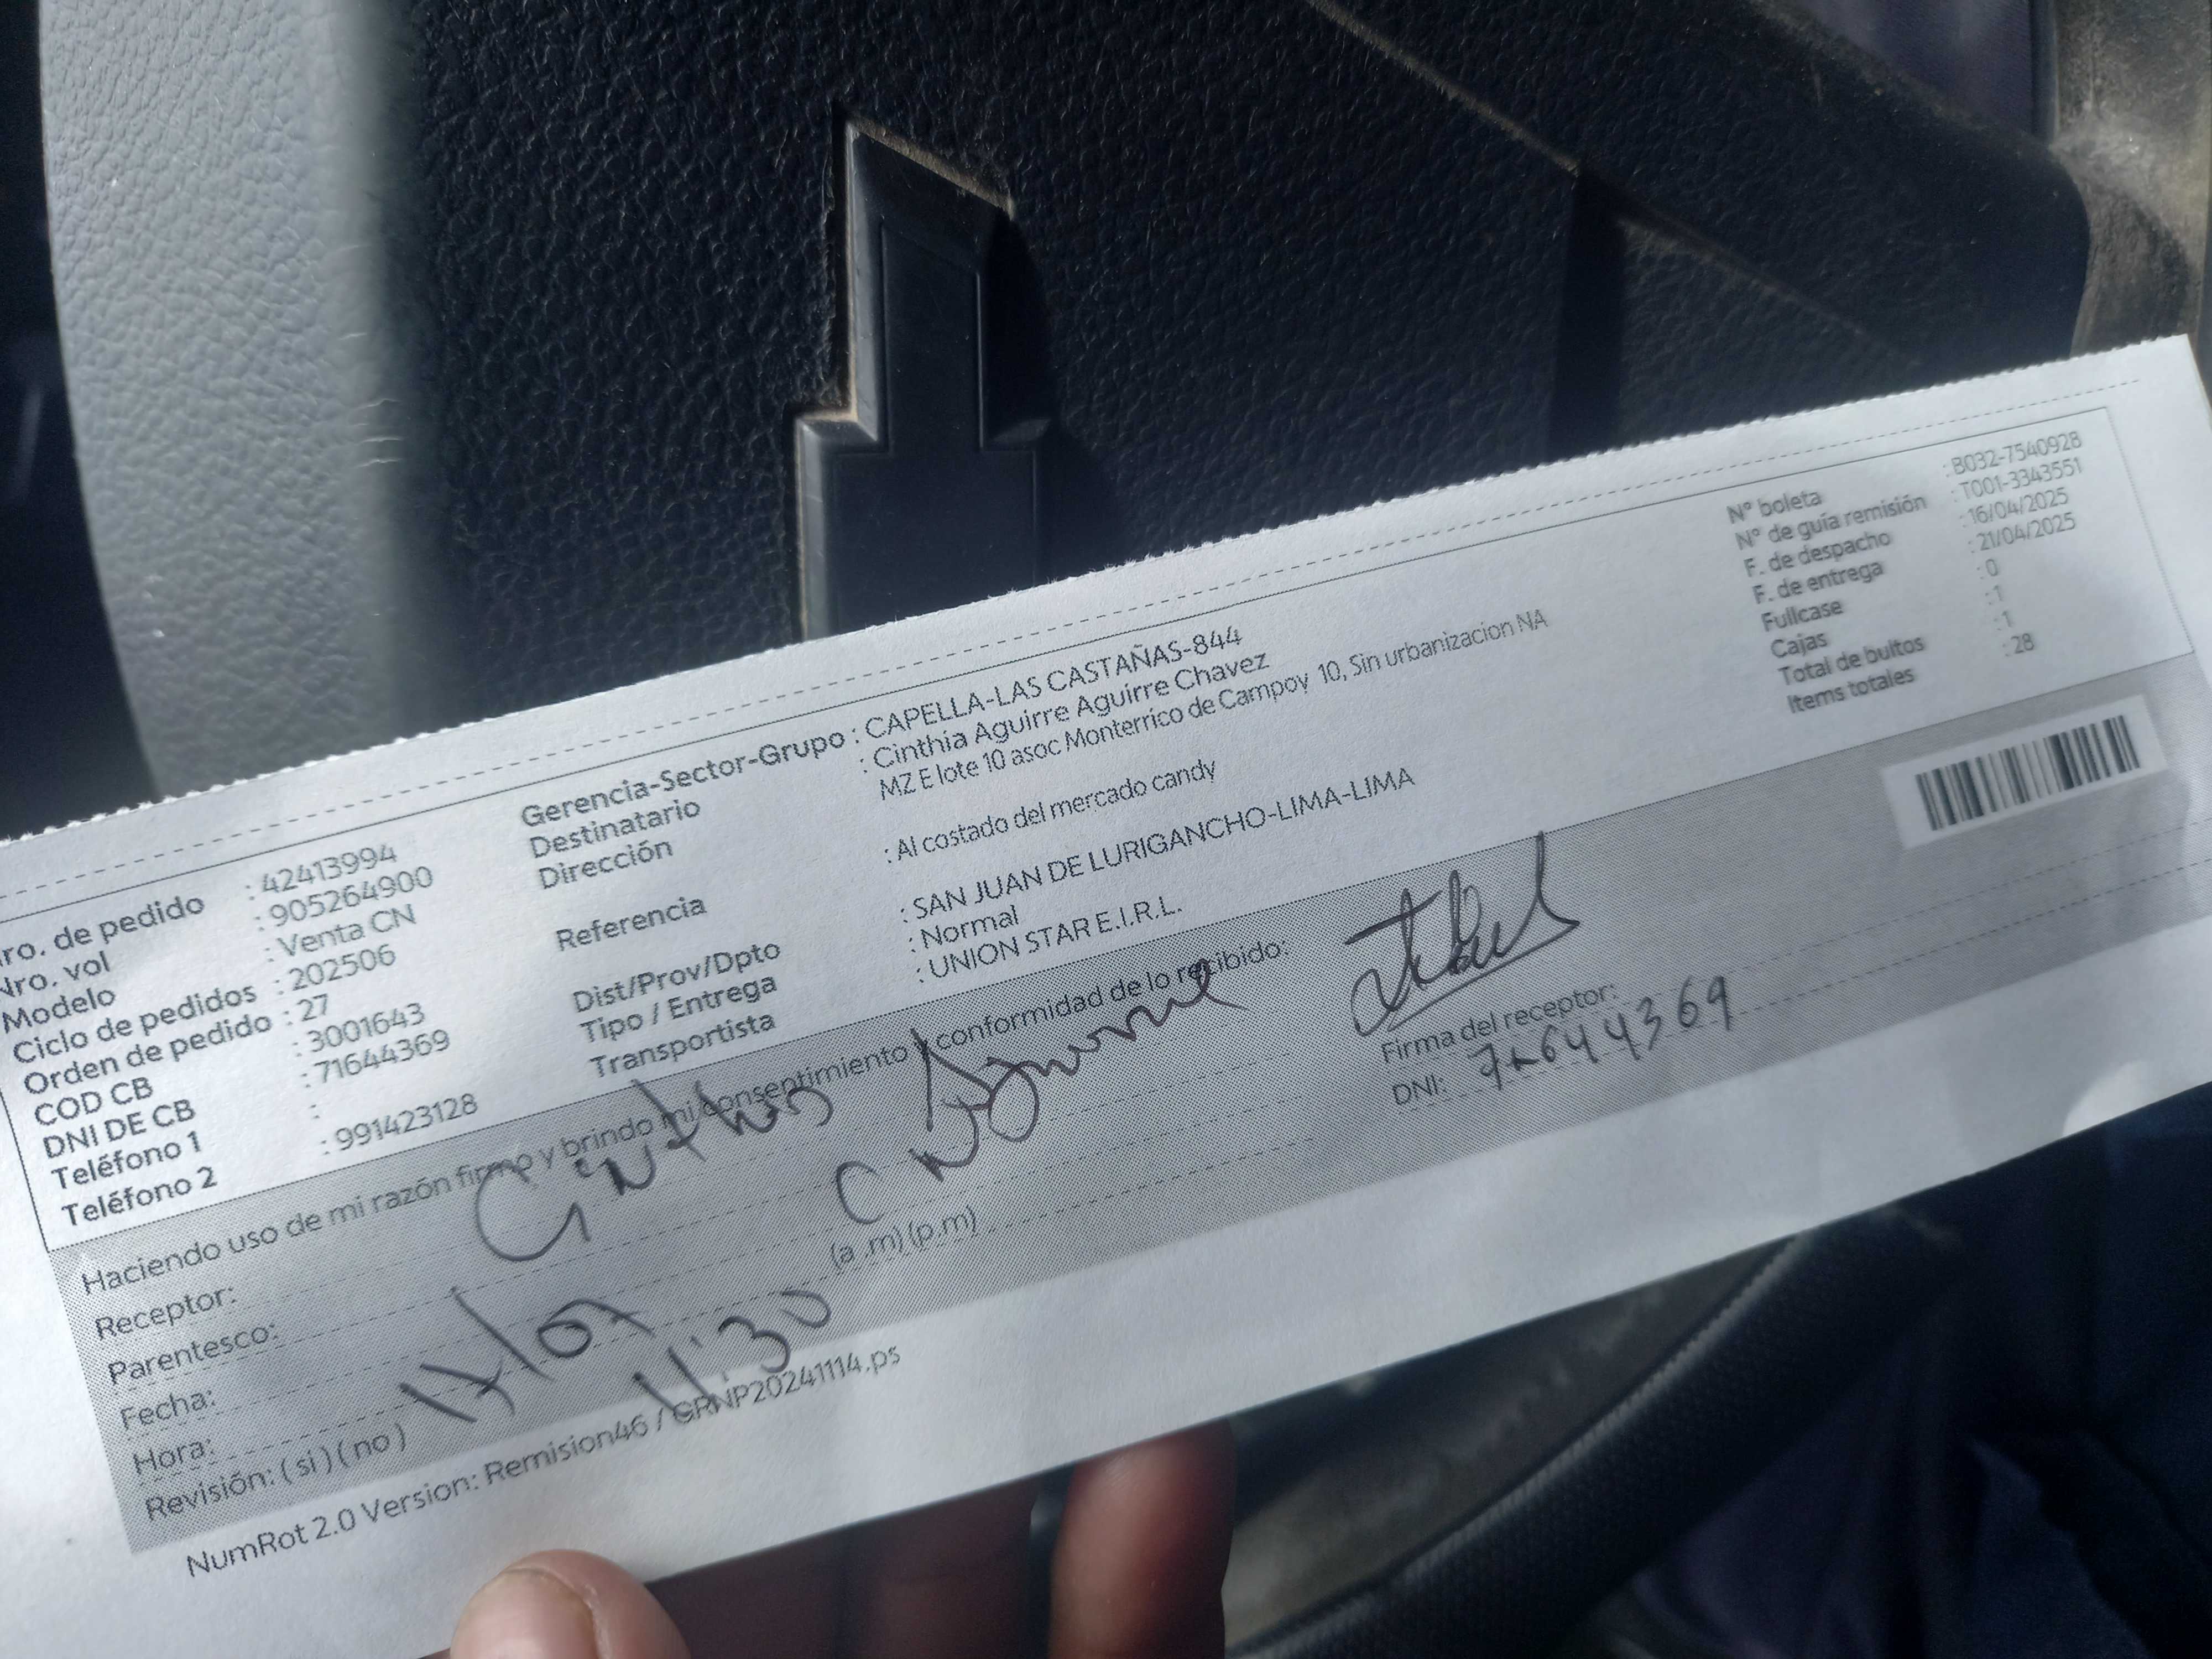 ro. de pedido : 42413994
Nro. vol : 905264900
Modelo : Venta CN
Ciclo de pedidos : 202506
Orden de pedido : 27
COD CB : 3001643
DNI DE CB : 71644369
Teléfono 1 :
Teléfono 2 : 991423128
Gerencia-Sector-Grupo : CAPELLA-LAS CASTAÑAS-844
Destinatario : Cinthia Aguirre Aguirre Chavez
Dirección : MZ E lote 10 asoc Monterrico de Campoy 10, Sin urbanizacion NA
Referencia : Al costado del mercado candy
Dist/Prov/Dpto : SAN JUAN DE LURIGANCHO-LIMA-LIMA
Tipo / Entrega : Normal
Transportista : UNION STAR E.I.R.L.
N° boleta : B032-7540928
N° de guía remisión : T001-3343551
F. de despacho : 16/04/2025
F. de entrega : 21/04/2025
Fullcase : 0
Cajas : 1
Total de bultos : 1
Items totales : 28
Haciendo uso de mi razón firmo y brindo mi consentimiento y conformidad de lo recibido:
Receptor: Cinthia Aguirre
Parentesco:
Fecha:
Hora: 11:30 (a .m) (p.m)
Revisión: ( si ) ( no )
Firma del receptor:
DNI: 71644369
NumRot 2.0 Version: Remision46 / GRNP20241114.ps